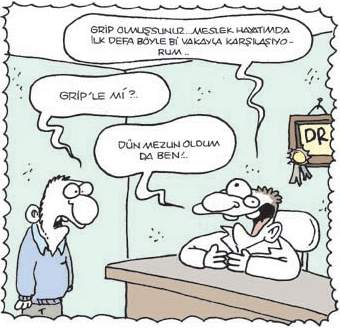 GRİP OLMUŞSUNUZ...MESLEK HAYATIMDA
İLK DEFA BÖYLE Bİ VAKAYLA KARŞILAŞIYO-
RUM..
GRİP'LE Mİ?..
DÜN MEZUN OLDUM
DA BEN!..
DR